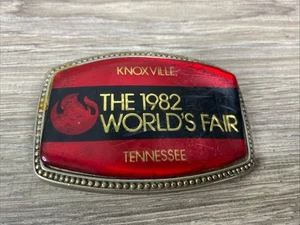 KNOXVILLE
THE 1982
WORLD'S FAIR
TENNESSEE